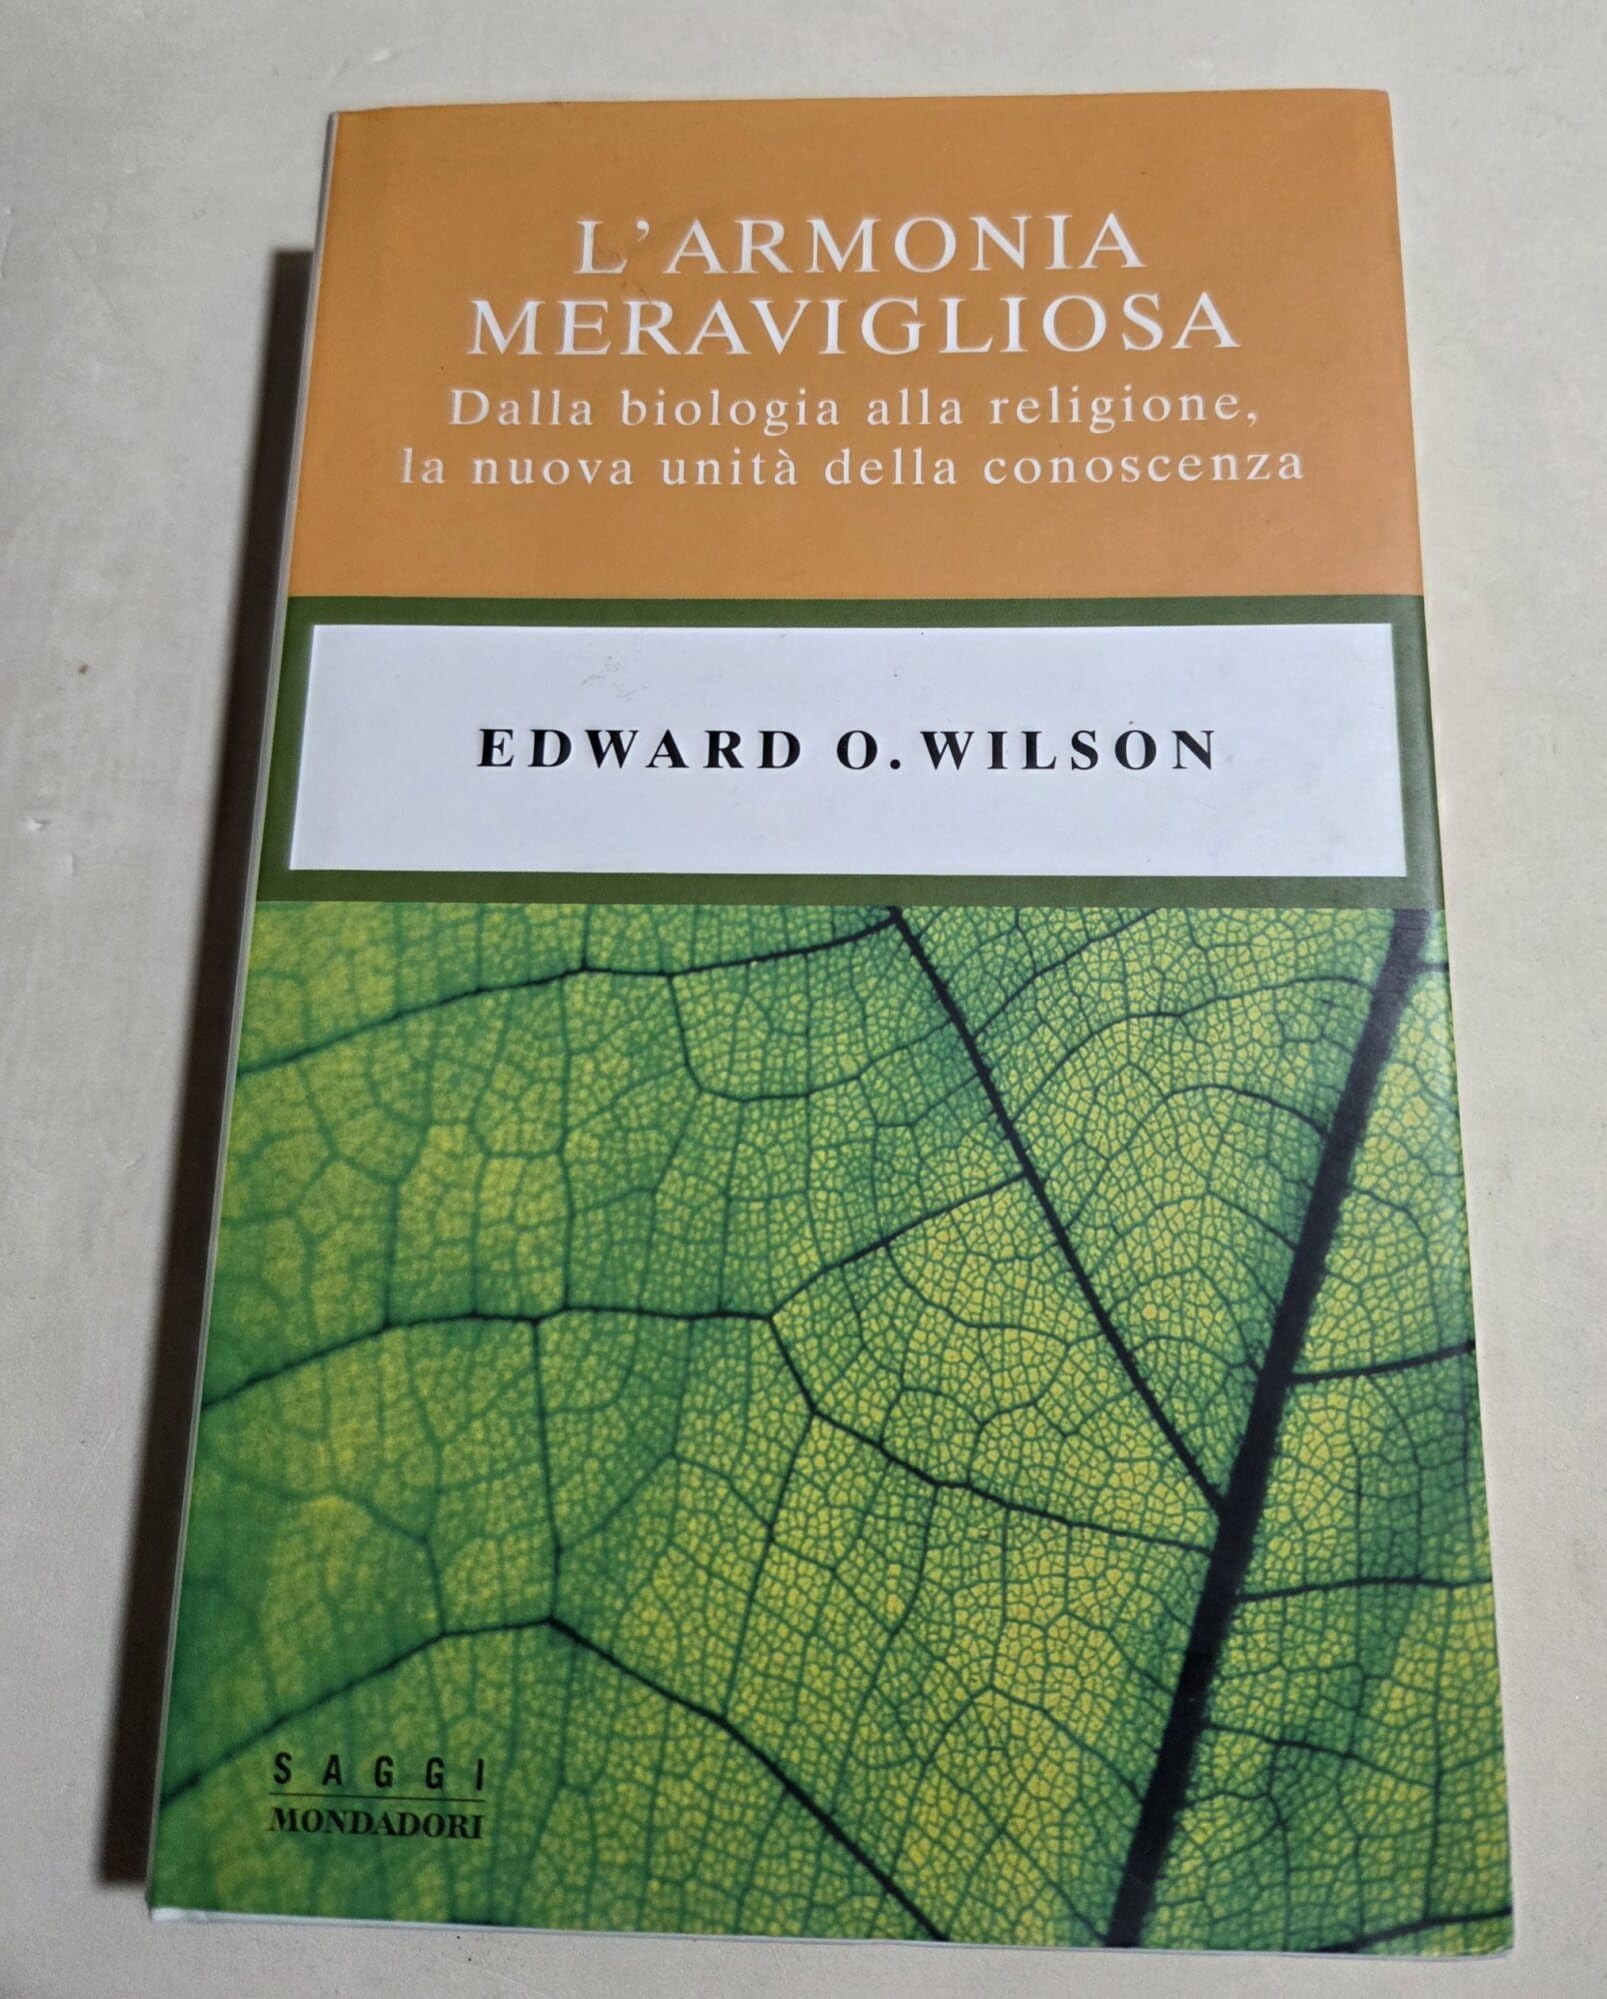 L'ARMONIA
MERAVIGLIOSA
Dalla biologia alla religione,
la nuova unità della conoscenza
EDWARD O. WILSON
SAGGI
MONDADORI